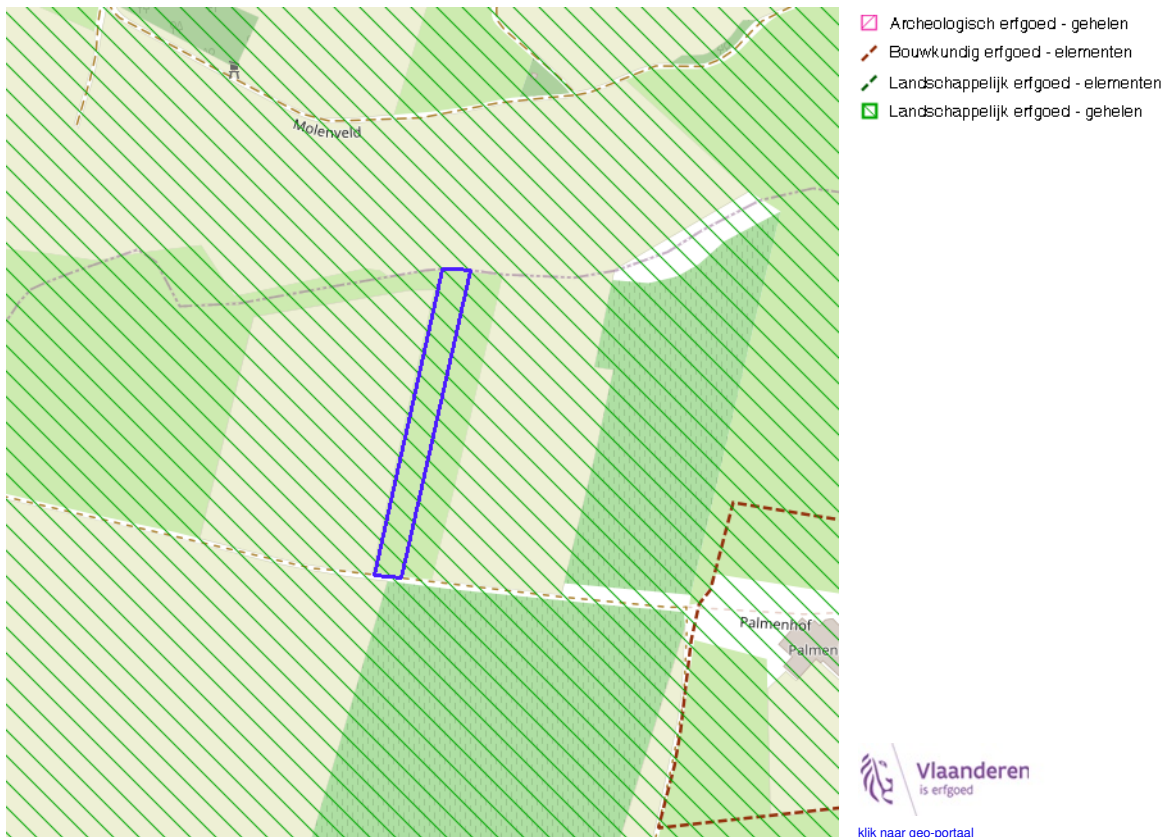 Archeologisch erfgoed - gehelen
Bouwkundig erfgoed - elementen
Landschappelijk erfgoed - elementen
Landschappelijk erfgoed - gehelen
Molenveld
Palmenhof
Palmen
Vlaanderen
is erfgoed
klik naar geo-portaal